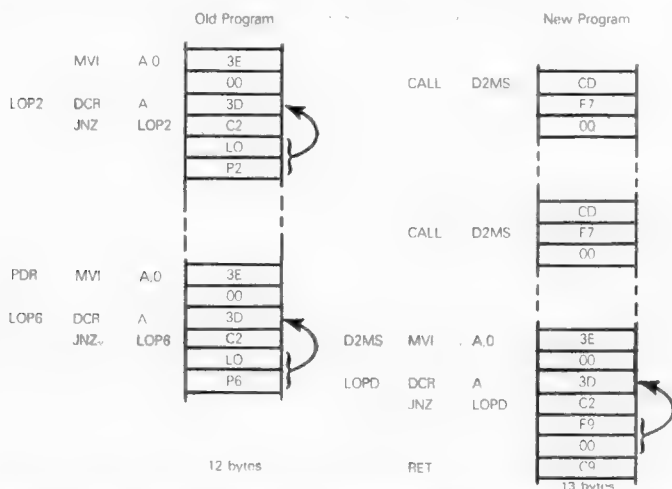 Old Program
MVI A,0 3E
00
LOP2 DCR A 3D
JNZ LOP2 C2
LO
P2
PDR MVI A,0 3E
00
LOP6 DCR A 3D
JNZ LOP6 C2
LO
P6
12 bytes
New Program
CALL D2MS CD
F7
00
CALL D2MS CD
F7
00
D2MS MVI A,0 3E
00
LOPD DCR A 3D
JNZ LOPD C2
F9
00
RET C9
13 bytes